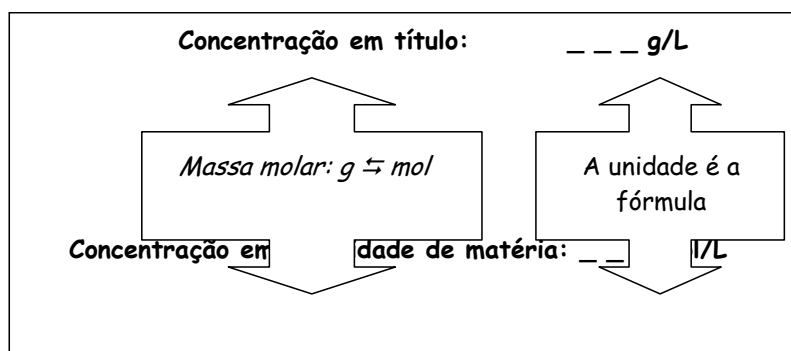 Concentração em título: _ _ _ g/L
Massa molar: g ⇆ mol
A unidade é a
fórmula
Concentração em dade de matéria: _ _ l/L